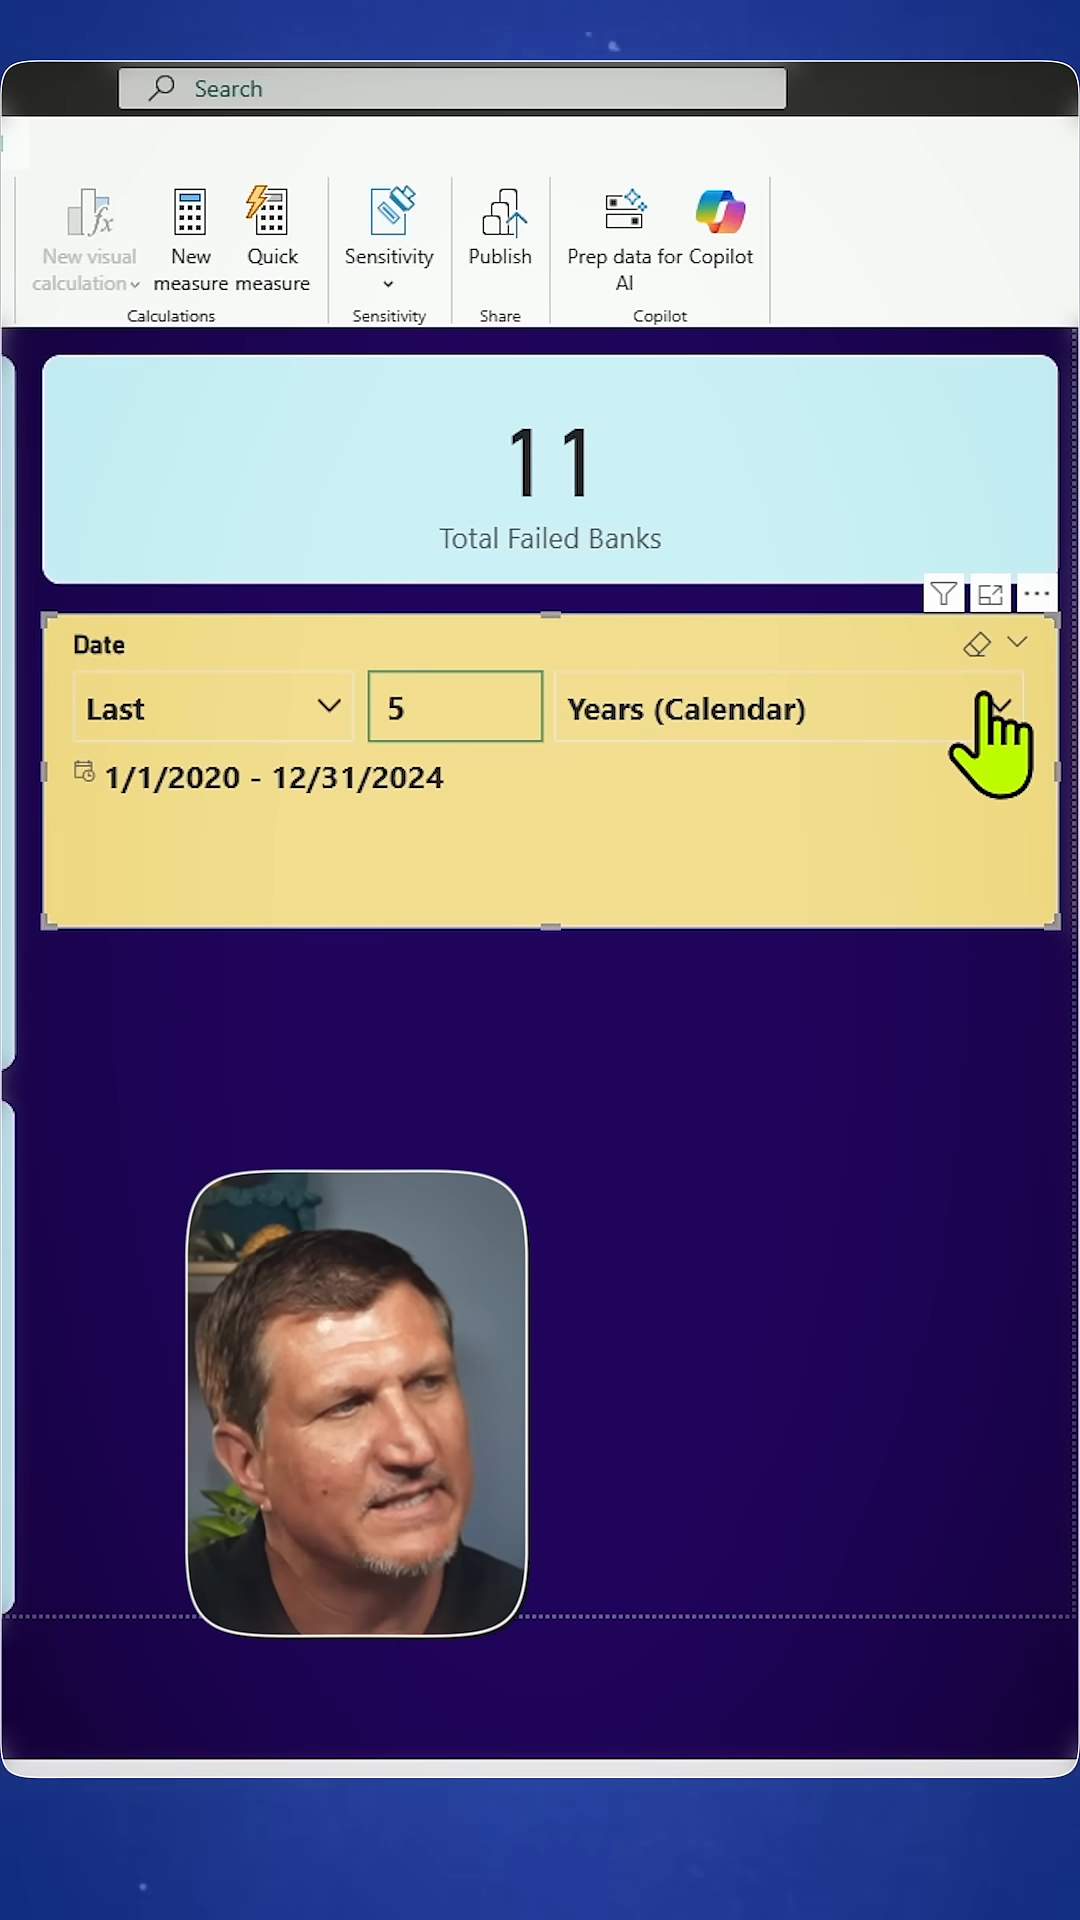 Search
New visual
calculation
New
measure
Quick
measure
Sensitivity
Publish
Prep data for
AI
Copilot
Calculations
Sensitivity
Share
Copilot
11
Total Failed Banks
Date
Last
5
Years (Calendar)
1/1/2020 - 12/31/2024